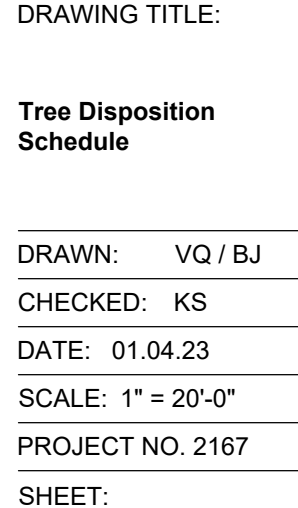 DRAWING TITLE:
Tree Disposition
Schedule
DRAWN: VQ / BJ
CHECKED: KS
DATE: 01.04.23
SCALE: 1" = 20'-0"
PROJECT NO. 2167
SHEET: